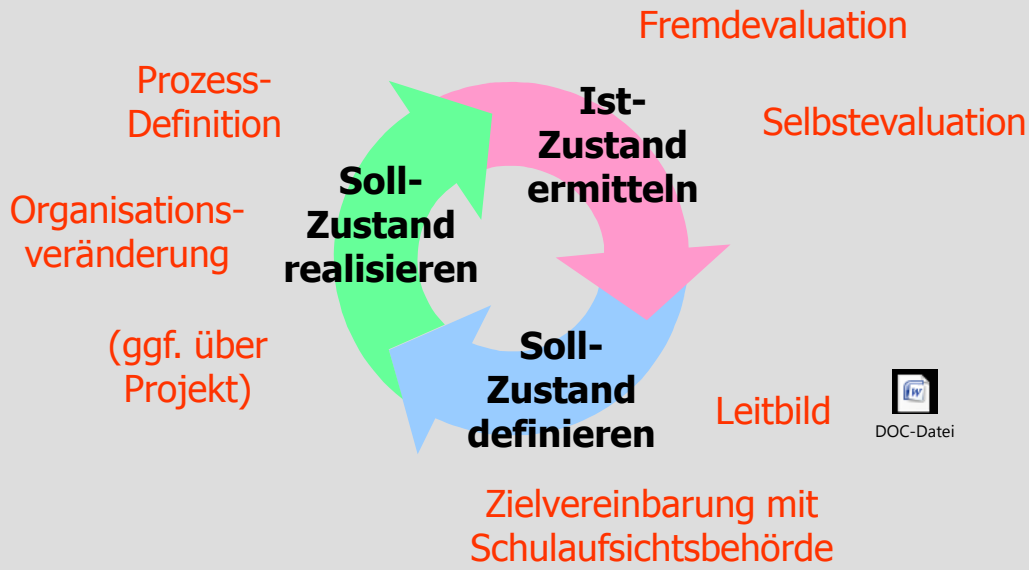 Fremdevaluation
Ist-
Zustand
ermitteln
Selbstevaluation
Soll-
Zustand
definieren
Leitbild
DOC-Datei
Zielvereinbarung mit
Schulaufsichtsbehörde
Soll-
Zustand
realisieren
Prozess-
Definition
Organisations-
veränderung
(ggf. über
Projekt)